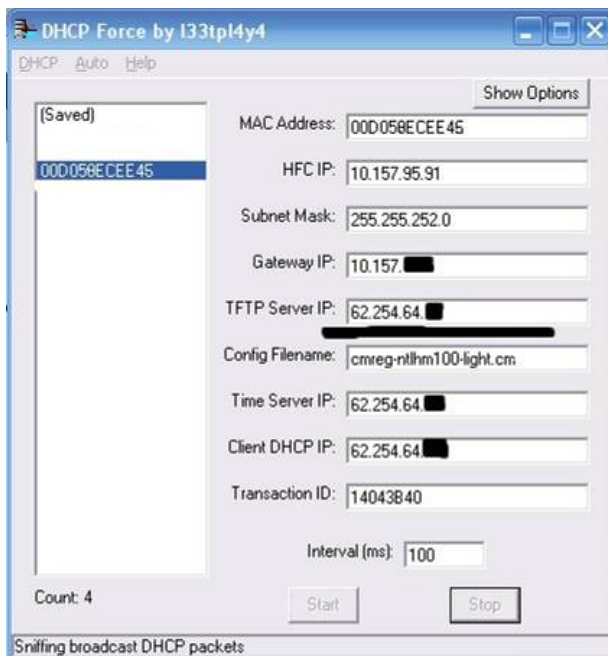 DHCP Force by l33tpl4y4
DHCP Auto Help
Show Options
(Saved)
00D058ECEE45
MAC Address: 00D058ECEE45
HFC IP: 10.157.95.91
Subnet Mask: 255.255.252.0
Gateway IP: 10.157.
TFTP Server IP: 62.254.64.
Config Filename: cmreg-ntlhm100-light.cm
Time Server IP: 62.254.64.
Client DHCP IP: 62.254.64.
Transaction ID: 14043B40
Interval (ms): 100
Count: 4
Start
Stop
Sniffing broadcast DHCP packets